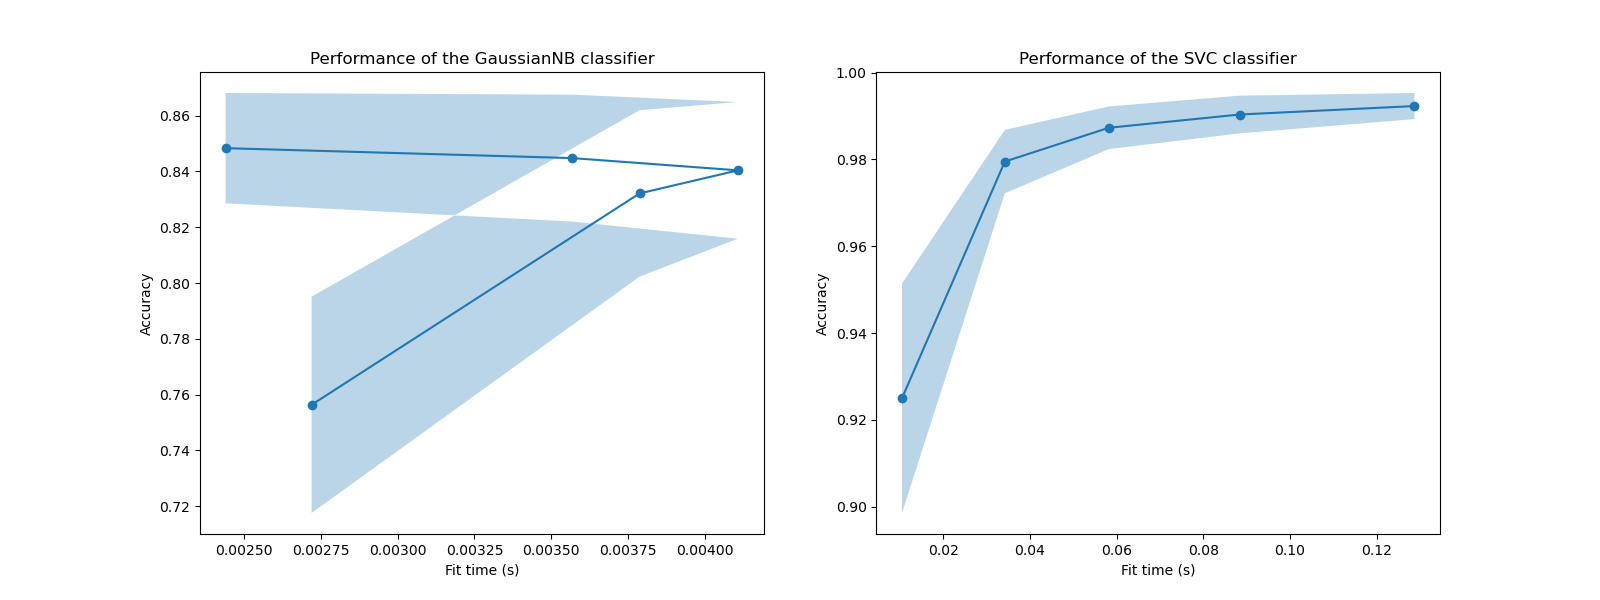 Performance of the GaussianNB classifier
Accuracy
0.86
0.84
0.82
0.80
0.78
0.76
0.74
0.72
0.00250 0.00275 0.00300 0.00325 0.00350 0.00375 0.00400
Fit time (s)
Performance of the SVC classifier
Accuracy
1.00
0.98
0.96
0.94
0.92
0.90
0.02 0.04 0.06 0.08 0.10 0.12
Fit time (s)